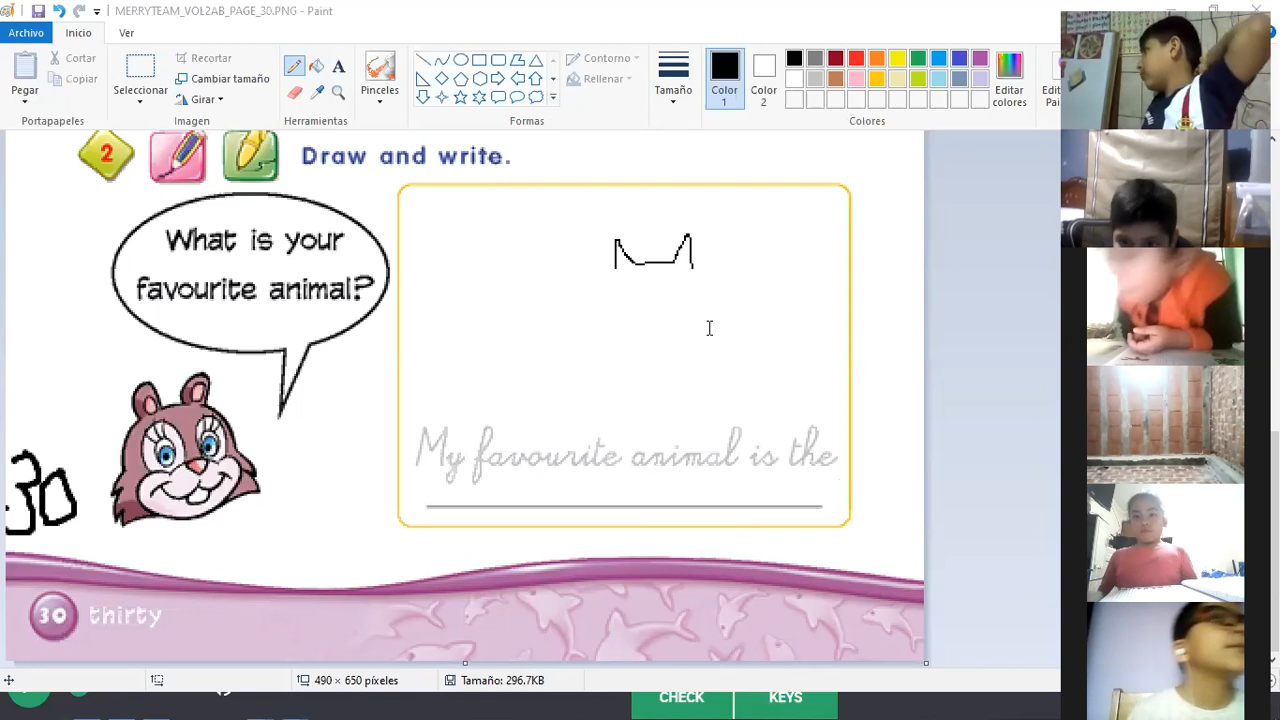 MERRYTEAM_VOL2AB_PAGE_30.PNG - Paint
Archivo Inicio Ver
Pegar
Cortar
Copiar
Portapapeles
Seleccionar
Recorta
Cambiar tamaño
Girar
Imagen
A
Herramientas
Pinceles
Contorno
Rellenar
Formas
Tamaño
Color 1
Color 2
Editar colores
Colores
2 Draw and write.
What is your
favourite animal?
My favourite animal is the
30
30 thirty
490 × 650 píxeles
Tamaño: 296.7KB
CHECK KEYS